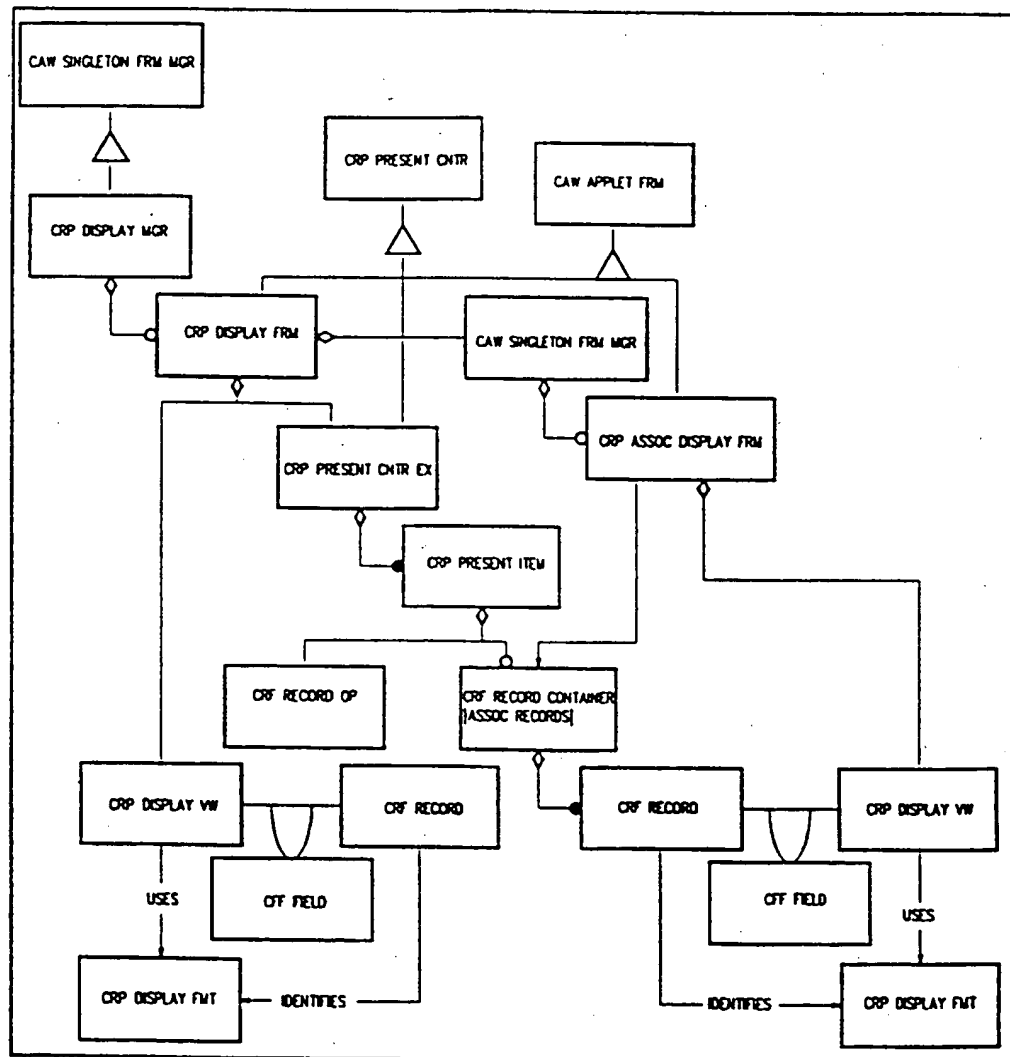 CAW SINGLETON FRM MGR
CRP PRESENT CNTR
CAW APPLET FRM
CRP DISPLAY MGR
CRP DISPLAY FRM
CAW SINGLETON FRM MGR
CRP ASSOC DISPLAY FRM
CRP PRESENT CNTR EX
CRP PRESENT ITEM
CRF RECORD OP
CRF RECORD CONTAINER
}ASSOC RECORDS{
CRP DISPLAY VW
CRF RECORD
CRF RECORD
CRP DISPLAY VW
CFF FIELD
CFF FIELD
USES
USES
CRP DISPLAY FMT
IDENTIFIES
IDENTIFIES
CRP DISPLAY FMT